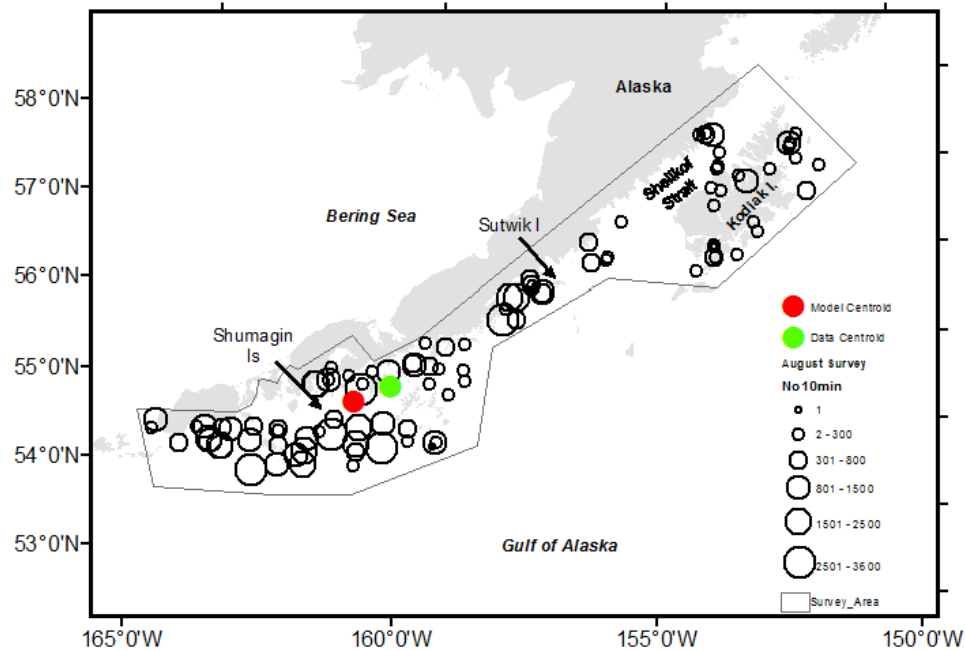 58°0'N
57°0'N
56°0'N
55°0'N
54°0'N
53°0'N
Alaska
Shelikof
Strait
Kodiak I.
Bering Sea
Sutwik I
Shumagin
Is
Gulf of Alaska
Model Centroid
Data Centroid
August Survey
No10min
1
2 - 300
301 - 800
801 - 1500
1501 - 2500
2501 - 3600
Survey_Area
165°0'W
160°0'W
155°0'W
150°0'W